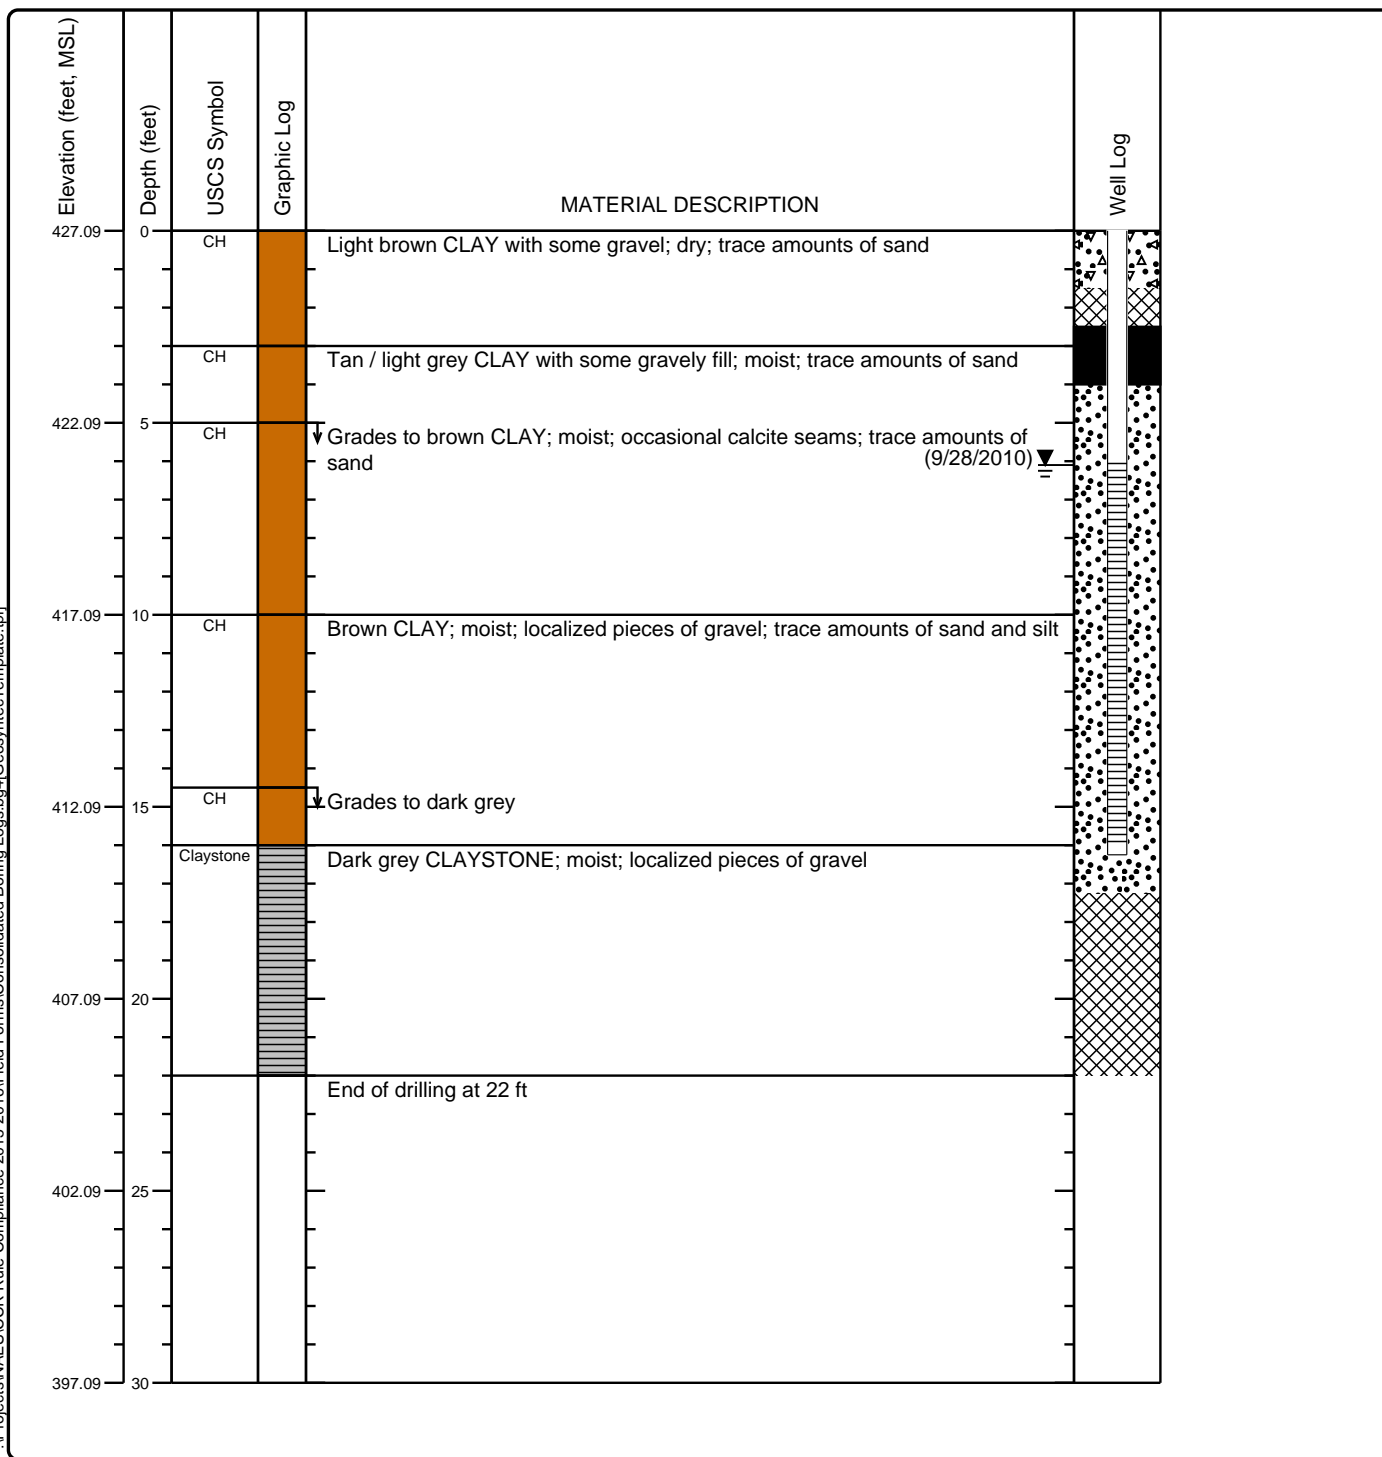 Elevation (feet, MSL)
Depth (feet)
USCS Symbol
Graphic Log
MATERIAL DESCRIPTION
Well Log
427.09 0 CH Light brown CLAY with some gravel; dry; trace amounts of sand
CH Tan / light grey CLAY with some gravely fill; moist; trace amounts of sand
422.09 5 CH Grades to brown CLAY; moist; occasional calcite seams; trace amounts of
sand
(9/28/2010)
417.09 10 CH Brown CLAY; moist; localized pieces of gravel; trace amounts of sand and silt
CH Grades to dark grey
412.09 15
Claystone Dark grey CLAYSTONE; moist; localized pieces of gravel
407.09 20
End of drilling at 22 ft
402.09 25
397.09 30